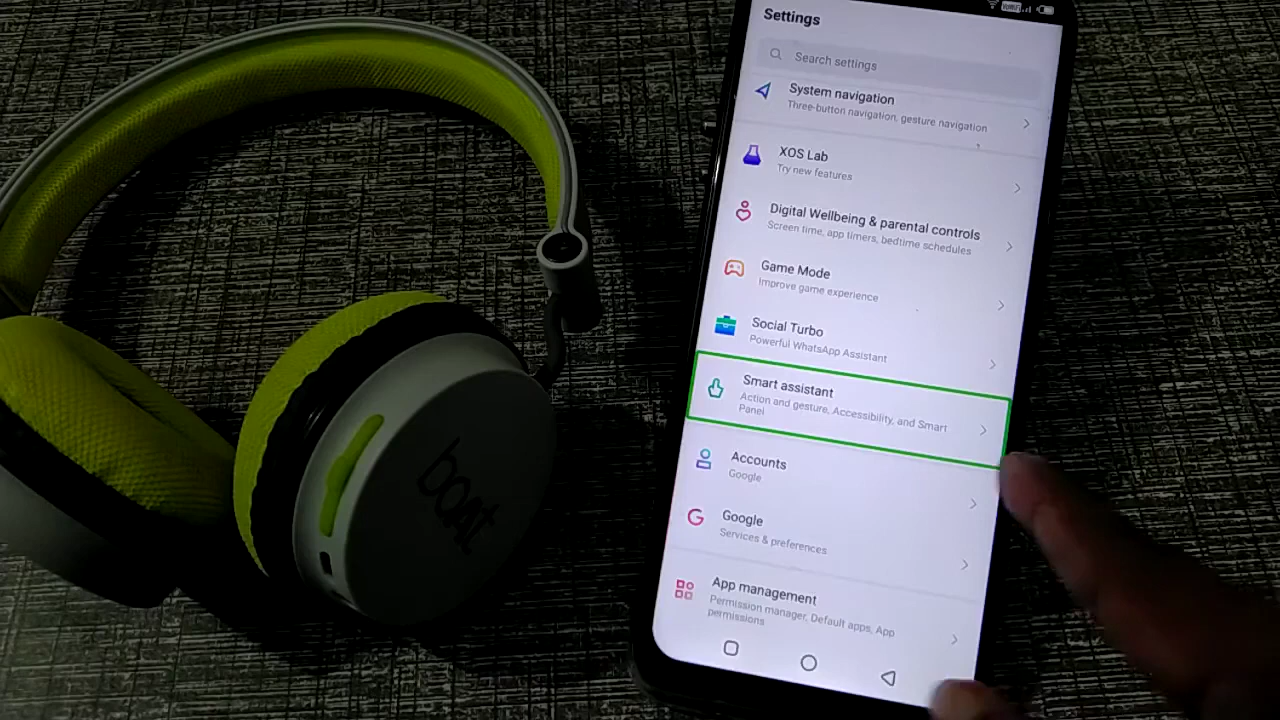 Settings
Search settings
System navigation
Three-button navigation, gesture navigation
XOS Lab
Try new features
Digital Wellbeing & parental controls
Screen time, app timers, bedtime schedules
Game Mode
Improve game experience
Social Turbo
Powerful WhatsApp Assistant
Smart assistant
Action and gesture, Accessibility, and Smart
Panel
Accounts
Google
Google
Services & preferences
App management
Permission manager, Default apps, App
permissions
boAt